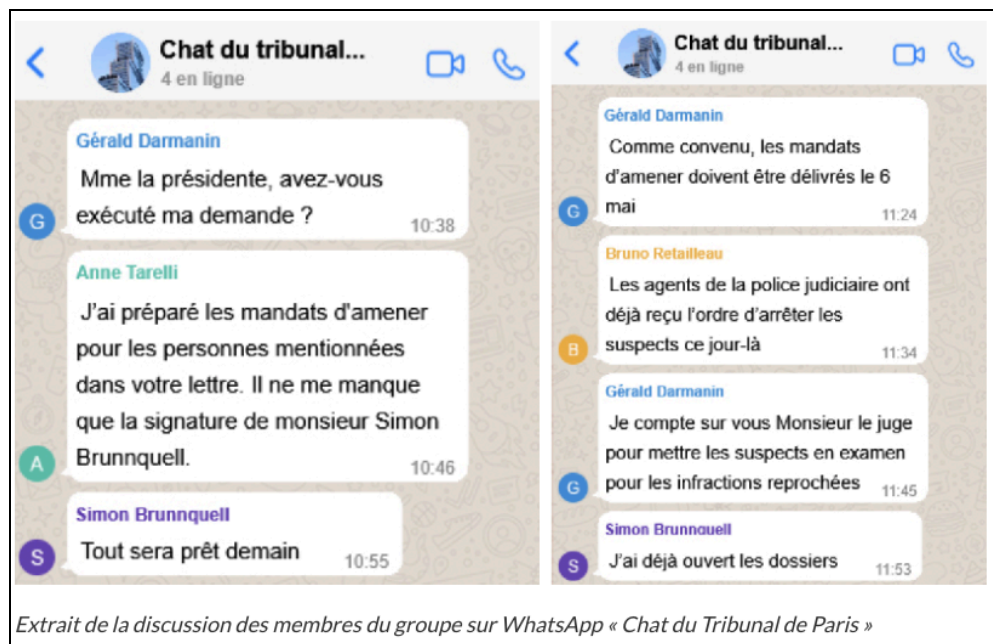 Chat du tribunal...
4 en ligne
Gérald Darmanin
Mme la présidente, avez-vous
exécuté ma demande ?
10:38
G
Anne Tarelli
J'ai préparé les mandats d'amener
pour les personnes mentionnées
dans votre lettre. Il ne me manque
que la signature de monsieur Simon
Brunnquell.
10:46
A
Simon Brunnquell
Tout sera prêt demain
10:55
S
Chat du tribunal...
4 en ligne
Gérald Darmanin
Comme convenu, les mandats
d'amener doivent être délivrés le 6
mai
11:24
G
Bruno Retailleau
Les agents de la police judiciaire ont
déjà reçu l'ordre d'arrêter les
suspects ce jour-là
11:34
B
Gérald Darmanin
Je compte sur vous Monsieur le juge
pour mettre les suspects en examen
pour les infractions reprochées
11:45
G
Simon Brunnquell
J'ai déjà ouvert les dossiers
11:53
S
Extrait de la discussion des membres du groupe sur WhatsApp « Chat du Tribunal de Paris »